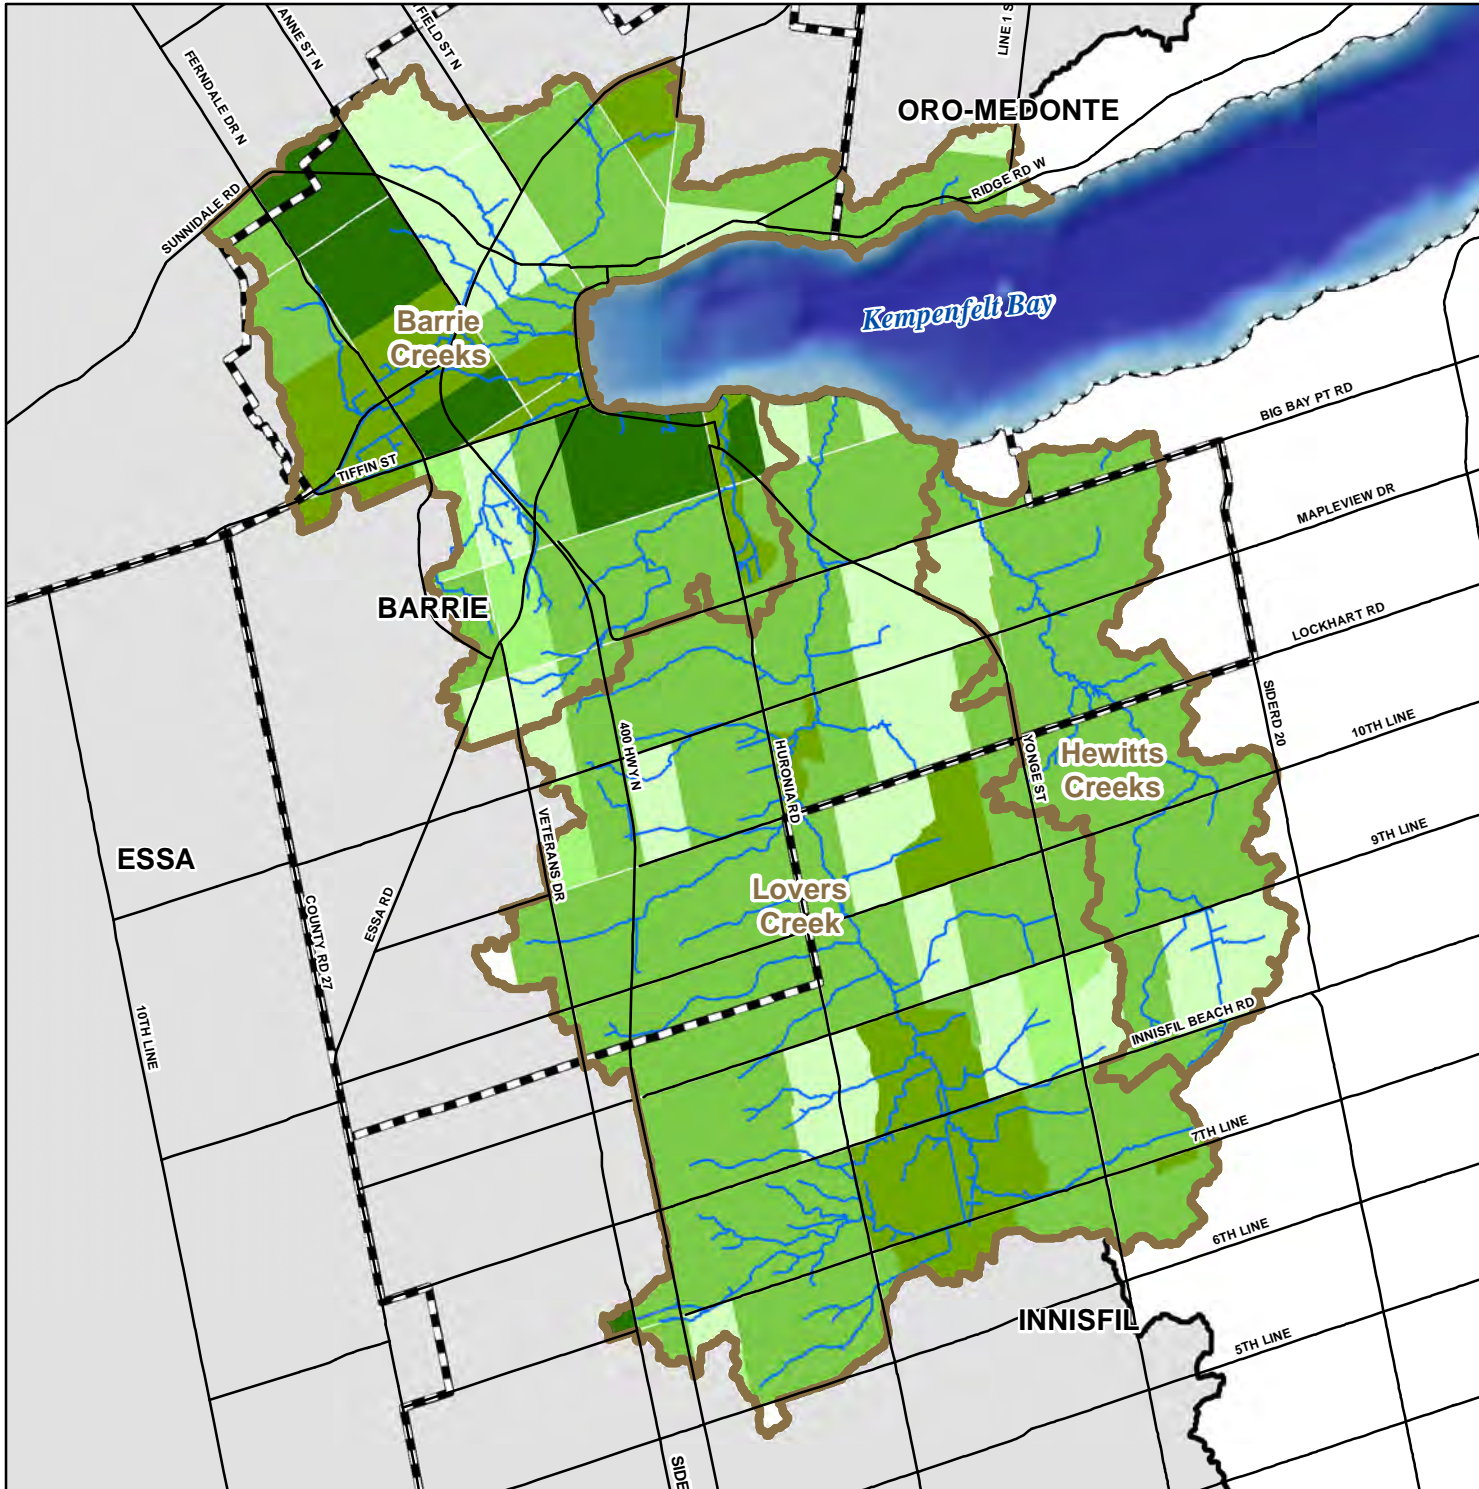 ANNE ST N
FIELD ST N
LINE 1 S
FERNDALE DR N
ORO-MEDONTE
RIDGE RD W
SUNNIDALE RD
Kempenfelt Bay
Barrie
Creeks
BIG BAY PT RD
TIFFIN ST
MAPLEVIEW DR
BARRIE
LOCKHART RD
SIDERD 20
10TH LINE
400 HWY N
HURONIA RD
YONGE ST
Hewitts
Creeks
9TH LINE
VETERANS DR
ESSA
Lovers
Creek
ESSA RD
COUNTY RD 27
10TH LINE
INNISFIL BEACH RD
7TH LINE
6TH LINE
INNISFIL
5TH LINE
SIDE